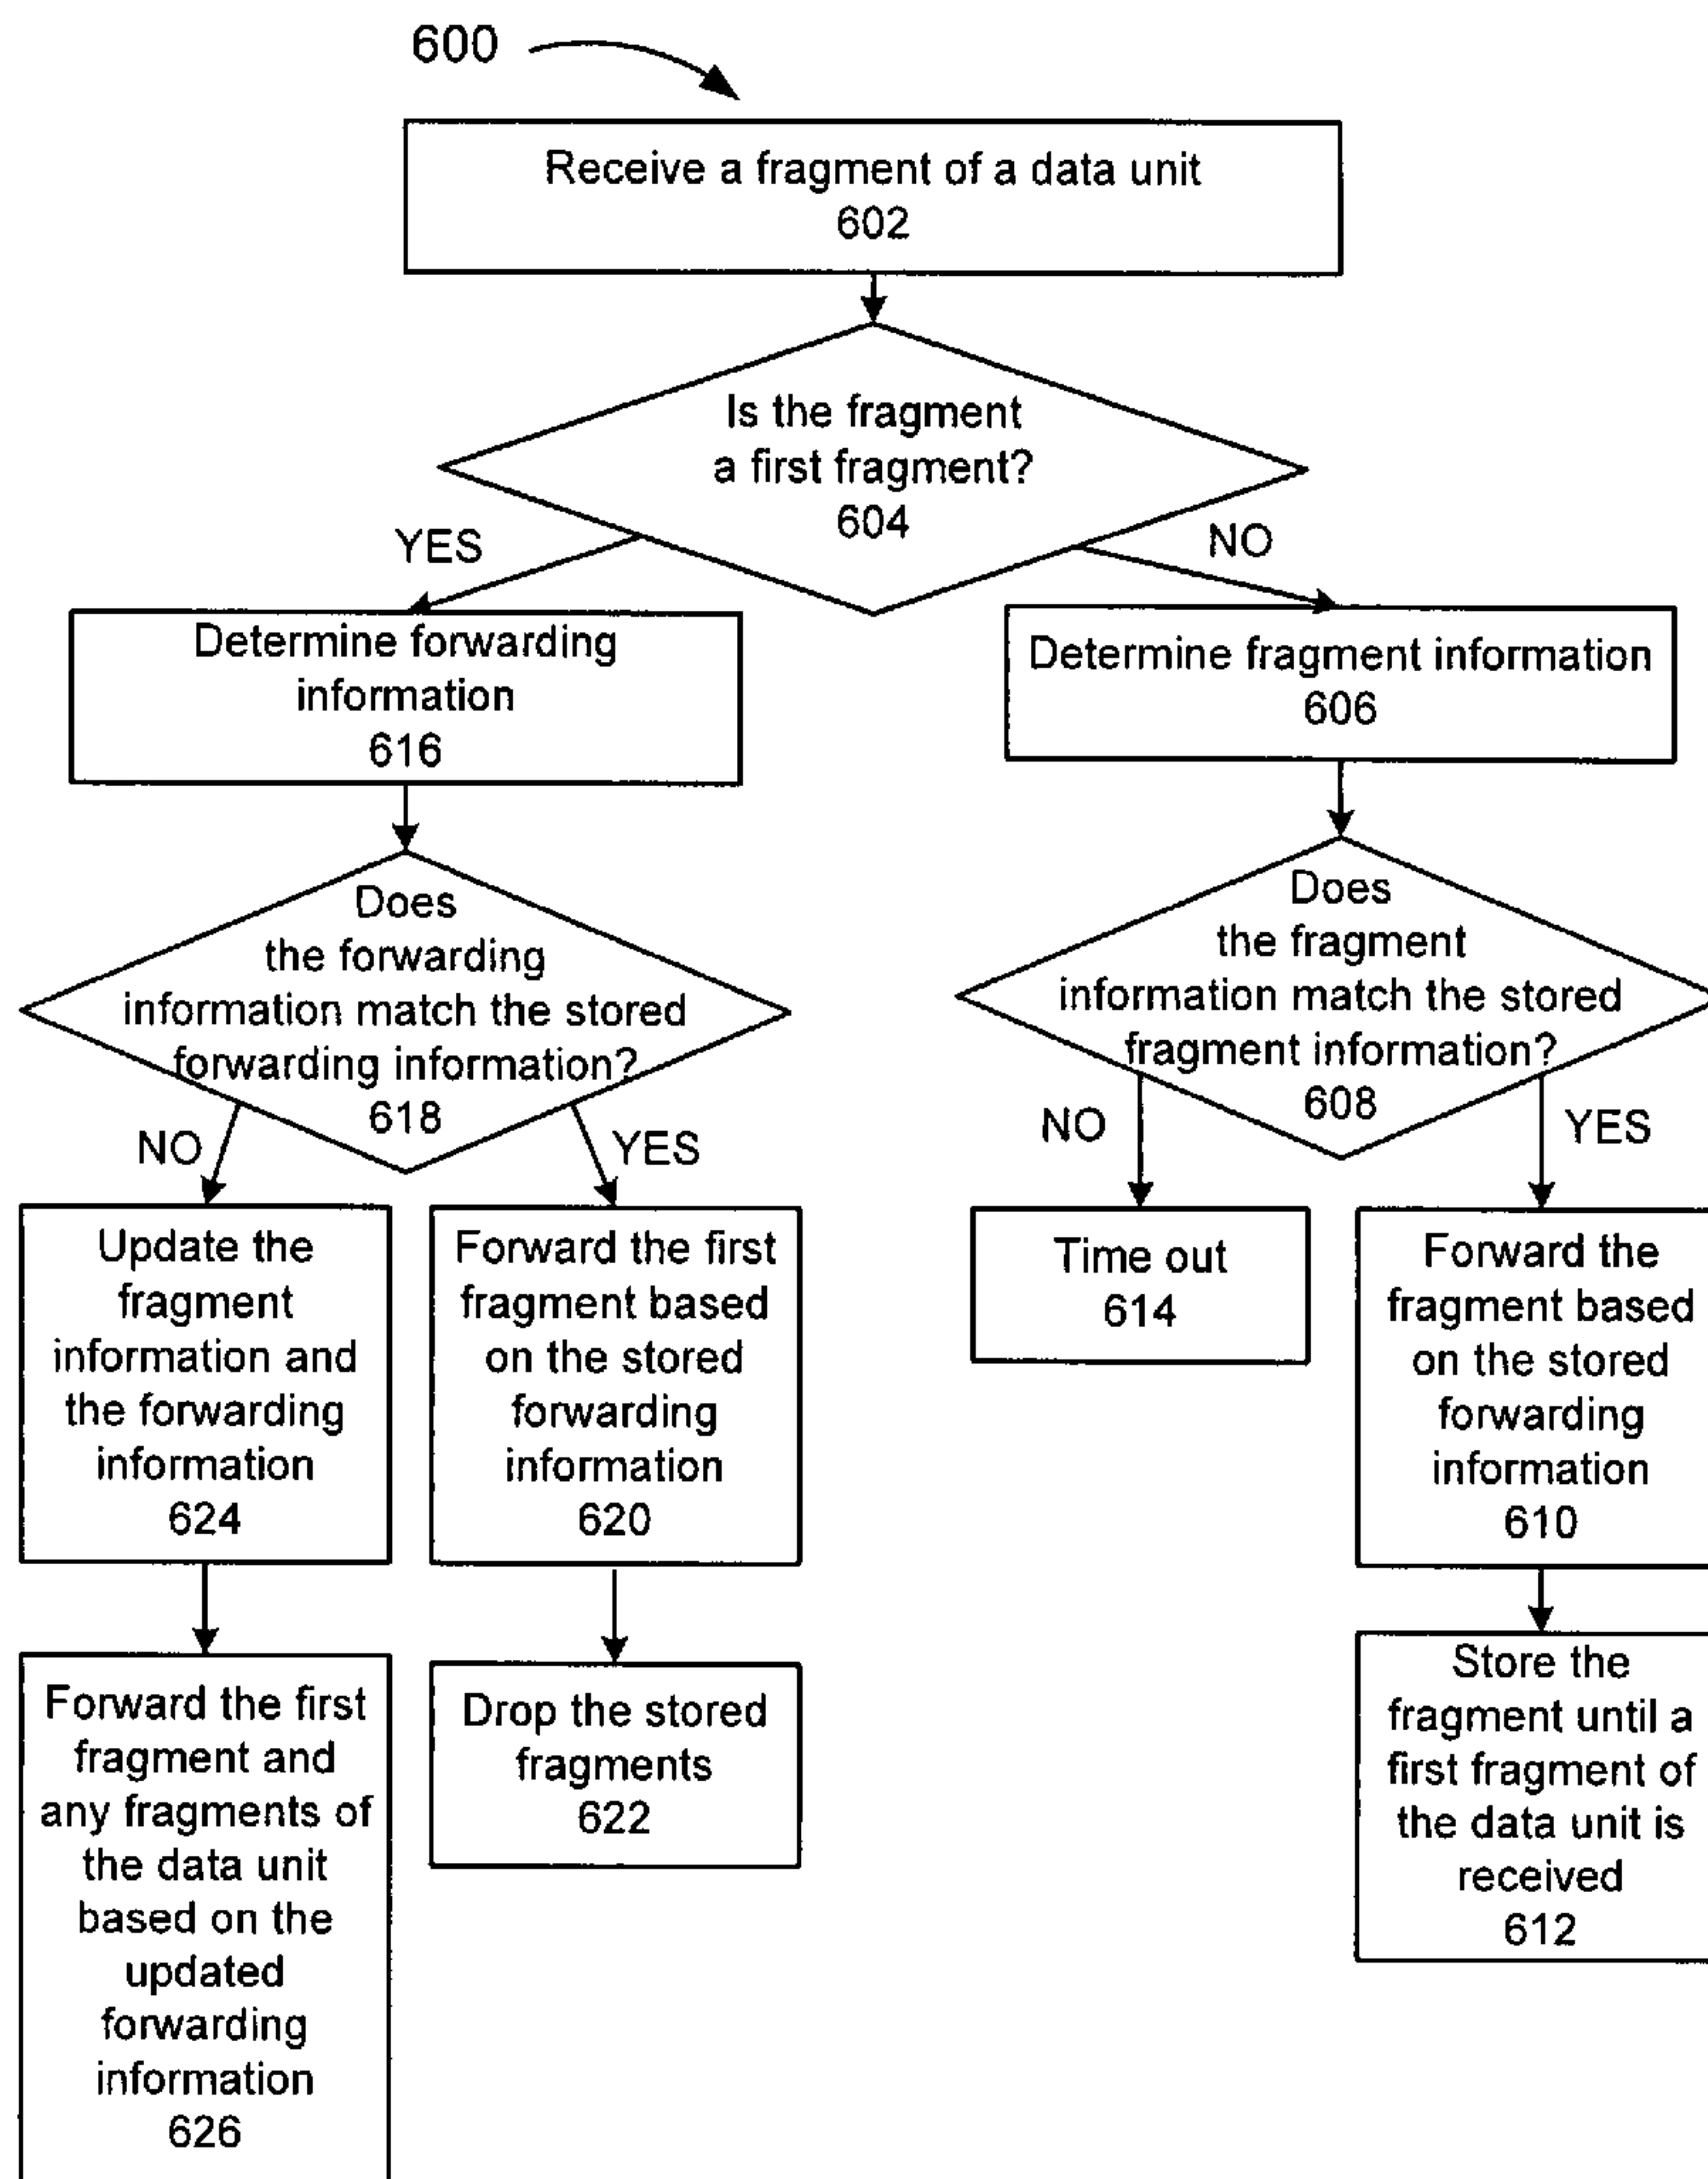 600
Receive a fragment of a data unit
602
Is the fragment
a first fragment?
604
YES
NO
Determine forwarding
information
616
Determine fragment information
606
Does
the forwarding
information match the stored
forwarding information?
618
Does
the fragment
information match the stored
fragment information?
608
NO
YES
NO
YES
Update the
fragment
information and
the forwarding
information
624
Forward the first
fragment based
on the stored
forwarding
information
620
Time out
614
Forward the
fragment based
on the stored
forwarding
information
610
Forward the first
fragment and
any fragments of
the data unit
based on the
updated
forwarding
information
626
Drop the stored
fragments
622
Store the
fragment until a
first fragment of
the data unit is
received
612